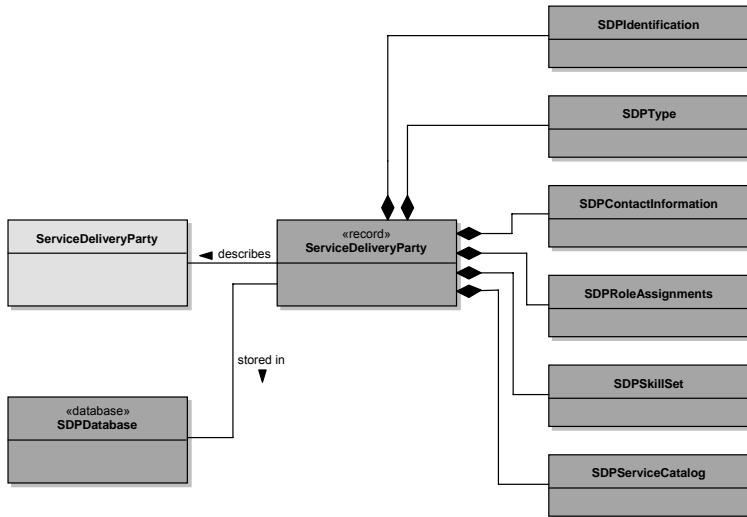 SDPIdentification
SDPType
SDPContactInformation
«record»
ServiceDeliveryParty
ServiceDeliveryParty
describes
SDPRoleAssignments
stored in
SDPSkillSet
«database»
SDPDatabase
SDPServiceCatalog